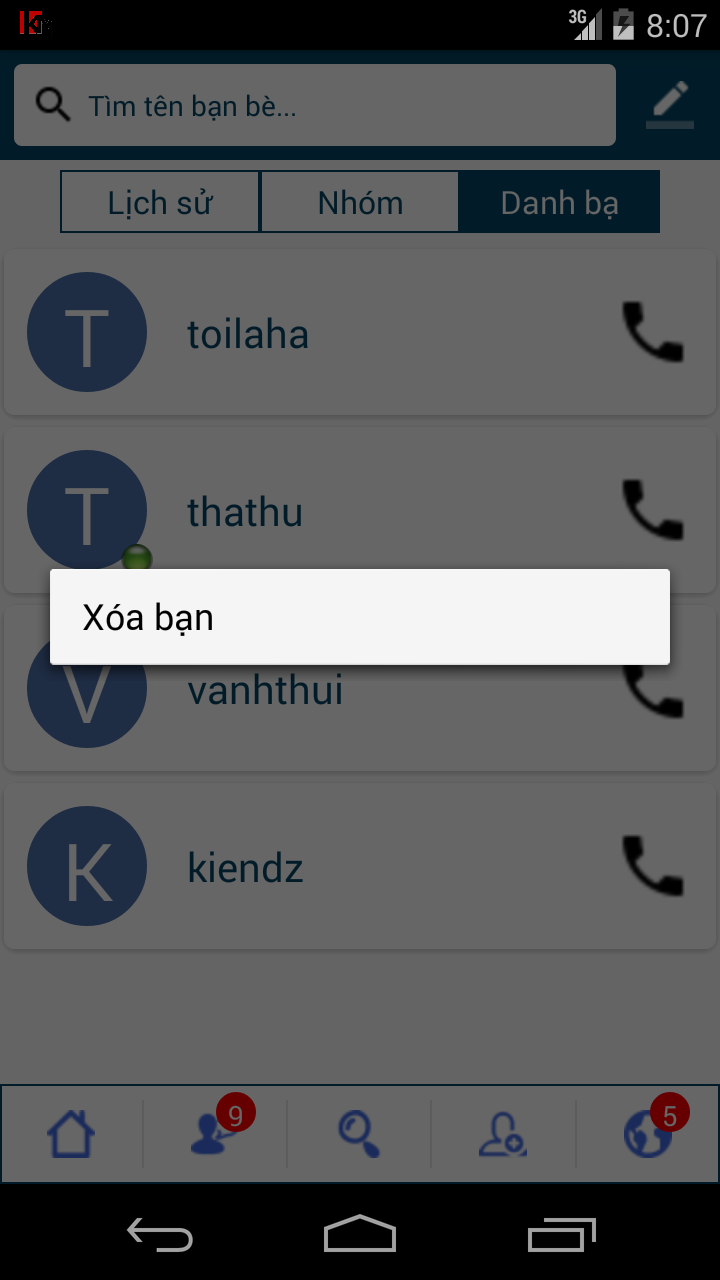 3G 8:07
Tìm tên bạn bè...
Lịch sử Nhóm Danh bạ
T toilaha
T thathu
Xóa bạn
V vanhthui
K kiendz
9 5